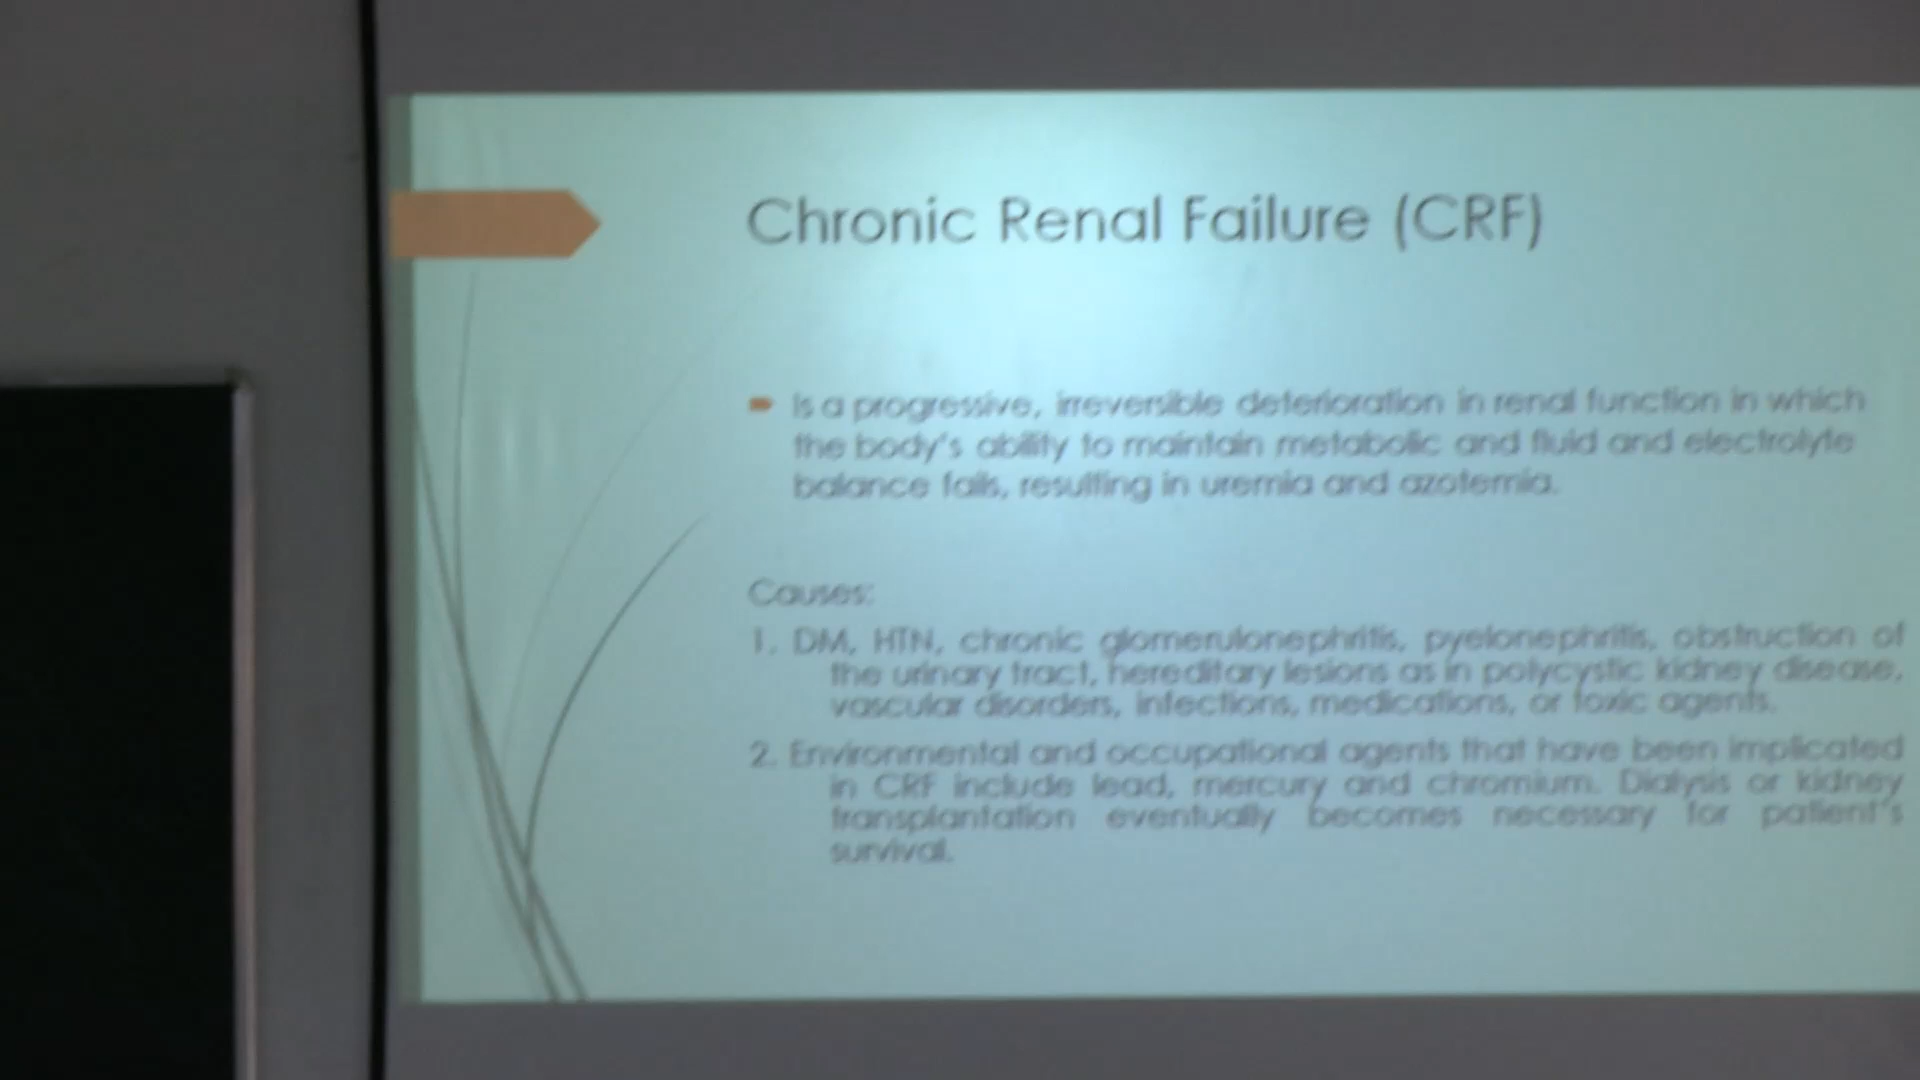 Chronic Renal Failure (CRF)
Is a progressive, irreversible deterioration in renal function in which
the body's ability to maintain metabolic and fluid and electrolyte
balance fails, resulting in uremia and azotemia.
Causes:
1. DM, HTN, chronic glomerulonephritis, pyelonephritis, obstruction of
the urinary tract, hereditary lesions as in polycystic kidney disease,
vascular disorders, infections, medications, or toxic agents.
2. Environmental and occupational agents that have been implicated
in CRF include lead, mercury and chromium. Dialysis or kidney
transplantation eventually becomes necessary for patient's
survival.